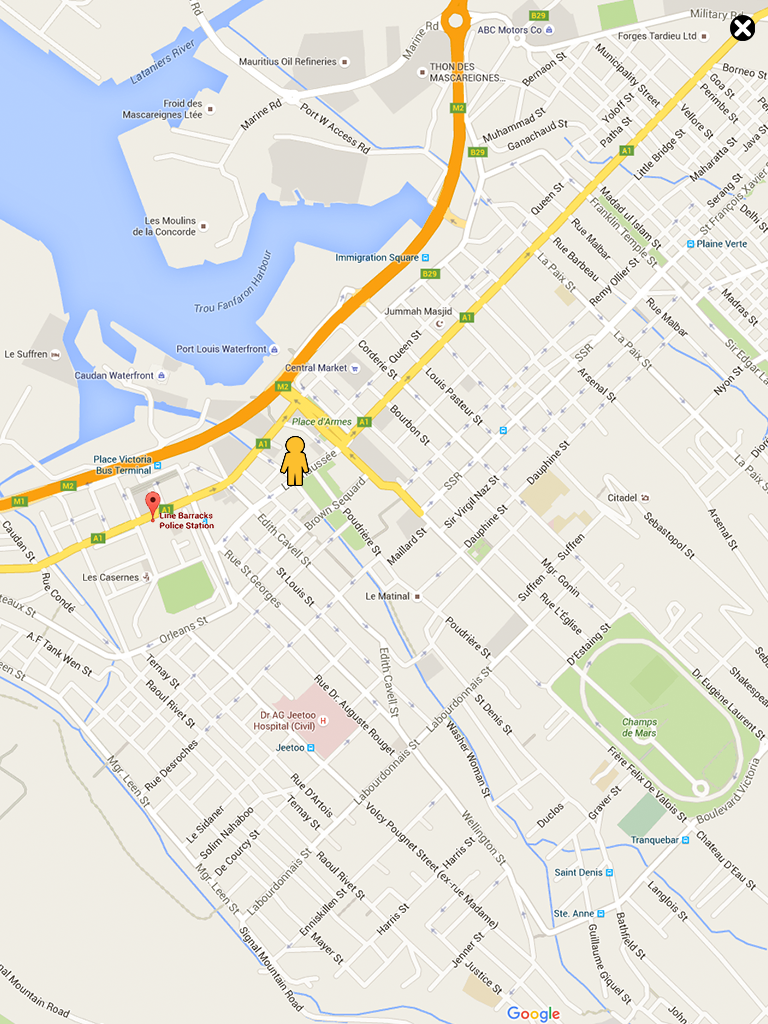 Military Rd
B29
ABC Motors Co
Forges Tardieu Ltd
Marine Rd
Lataniers River
Mauritius Oil Refineries
THON DES
MASCAREIGNES...
Bernaon St
Municipality Street
Borneo St
Goa St
Perimbe St
Froid des
Mascareignes Ltée
Marine Rd
Port W Access Rd
M2
Muhammad St
Ganachaud St
Yoloff St
Patha St
Vellore St
Java St
B29
A1
Little Bridge St
Maharatta St
Serang St
St François Xavier S
Delhi St
Queen St
Madad ul Islam St
Franklin Temple St
Les Moulins
de la Concorde
Rue Malbar
Rue Barbeau
Plaine Verte
Immigration Square
La Paix St
B29
Remy Ollier St
Trou Fanfaron Harbour
Madras St
Rue Malbar
Jummah Masjid
A1
Queen St
La Paix St
Sir Edgar L
Port Louis Waterfront
Le Suffren
Corderie St
SSR
Central Market
Caudan Waterfront
M2
Louis Pasteur St
Arsenal St
Nyon St
Place d'Armes
A1
Bourbon St
A1
Dion
Place Victoria
Bus Terminal
La Paix S
M2
SSR
Dauphine St
M1
Brown Sequard
Sir Virgil Naz St
Citadel
Line Barracks
Police Station
A1
A1
Poudrière St
Dauphine St
Sebastopol St
Arsenal St
Caudan St
Edith Cavell St
Maillard St
Suffren
Les Casernes
Rue St Georges
St Louis St
Mgr. Gonin
Suffren
Rue Condé
Le Matinal
Rue L'Église
Orleans St
Poudrière St
D'Estaing St
A.F Tank Wen St
Ternay St
Edith Cavell St
Shakespea
Raoul Rivet St
Rue Dr. Auguste Rouget
Labourdonnais St
St Denis St
Dr Eugène Laurent St
Dr AG Jeetoo
Hospital (Civil)
Champs
de Mars
Jeetoo
Rue Desroches
Washer Woman St
Mgr Leen St
Labourdonnais St
Frère Felix De Valois St
Boulevard Victoria
Rue D'Artois
Ternay St
Le Sidaner
Solim Nahaboo
De Courcy St
Volcy Pougnet Street (ex-rue Madame)
Wellington St
Duclos
Graver St
Tranquebar
Chateau D'Eau St
Harris St
Mgr Leen St
Labourdonnais St
Raoul Rivet St
Saint Denis
Langlois St
Enniskillen St
Ste. Anne
Harris St
Signal Mountain Road
Mayer St
Jenner St
Guillaume Giquel St
Bathfield St
nal Mountain Road
Justice St
John
Google